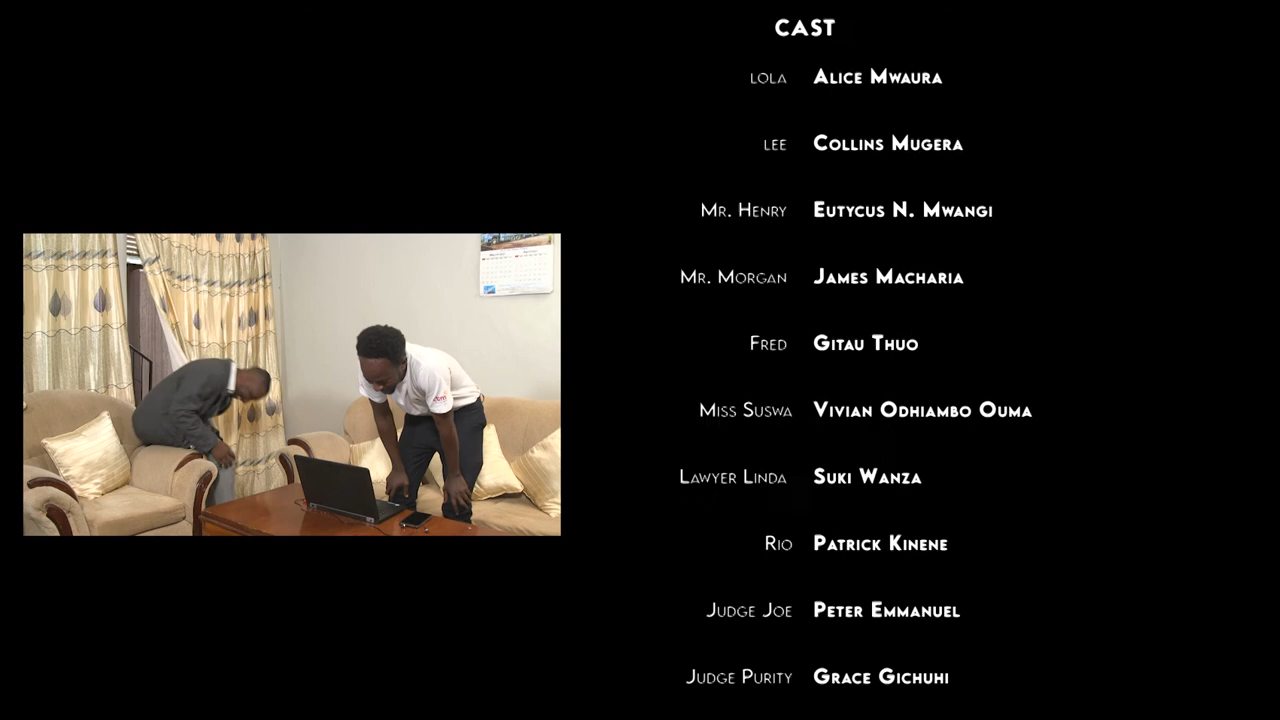 CAST
LOLA ALICE MWAURA
LEE COLLINS MUGERA
MR. HENRY EUTYCUS N. MWANGI
MR. MORGAN JAMES MACHARIA
FRED GITAU THUO
MISS SUSWA VIVIAN ODHIAMBO OUMA
LAWYER LINDA SUKI WANZA
RIO PATRICK KINENE
JUDGE JOE PETER EMMANUEL
JUDGE PURITY GRACE GICHUHI